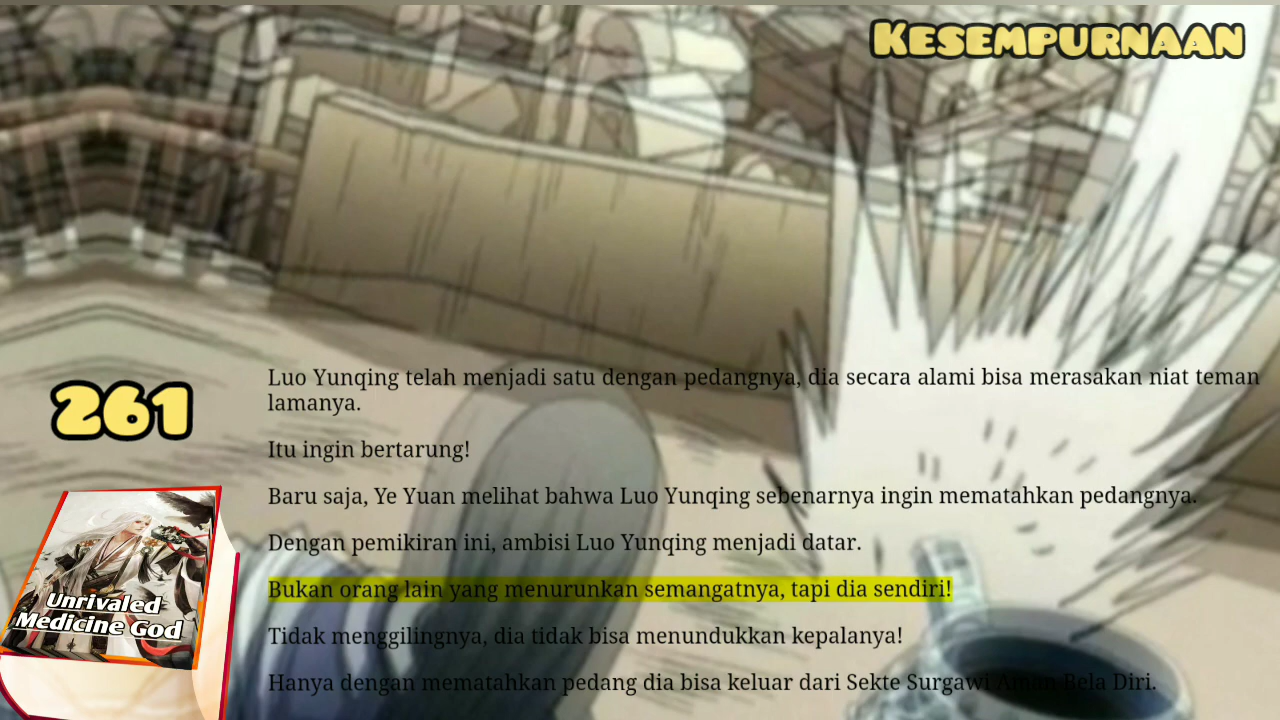 Kesempurnaan
Luo Yunqing telah menjadi satu dengan pedangnya, dia secara alami bisa merasakan niat teman
lamanya.
261
Itu ingin bertarung!
Baru saja, Ye Yuan melihat bahwa Luo Yunqing sebenarnya ingin mematahkan pedangnya.
Dengan pemikiran ini, ambisi Luo Yunqing menjadi datar.
Bukan orang lain yang menurunkan semangatnya, tapi dia sendiri!
Unrivaled
Medicine God
Tidak menggilingnya, dia tidak bisa menundukkan kepalanya!
Hanya dengan mematahkan pedang dia bisa keluar dari Sekte Surgawi Aman Bela Diri.